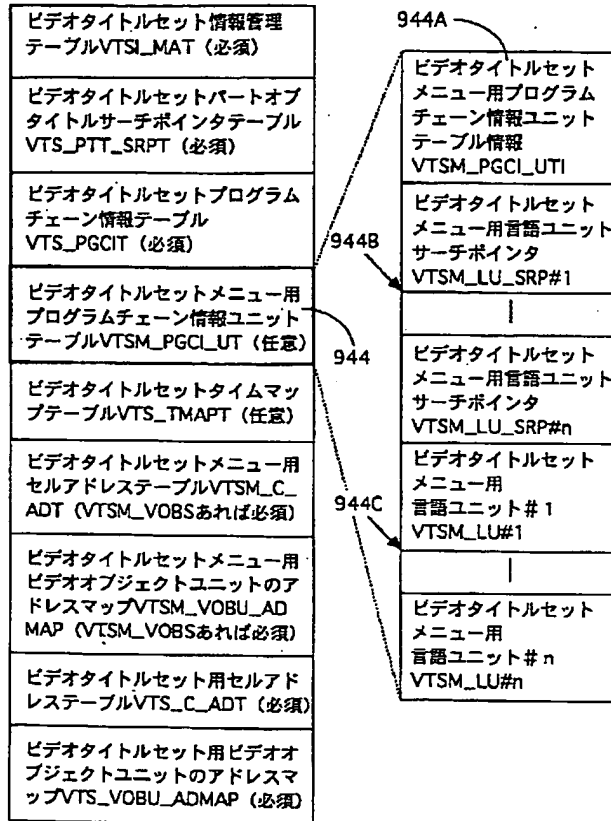 ビデオタイトルセット情報管理
テーブルVTSI_MAT（必須）
ビデオタイトルセットパートオブ
タイトルサーチポインタテーブル
VTS_PTT_SRPT（必須）
ビデオタイトルセットプログラム
チェーン情報テーブル
VTS_PGCIT（必須）
ビデオタイトルセットメニュー用
プログラムチェーン情報ユニット
テーブルVTSM_PGCI_UT（任意）
ビデオタイトルセットタイムマッ
プテーブルVTS_TMAPT（任意）
ビデオタイトルセットメニュー用
セルアドレステーブルVTSM_C_
ADT（VTSM_VOBSあれば必須）
ビデオタイトルセットメニュー用
ビデオオブジェクトユニットのア
ドレスマップVTSM_VOBU_AD
MAP（VTSM_VOBSあれば必須）
ビデオタイトルセット用セルアド
レステーブルVTS_C_ADT（必須）
ビデオタイトルセット用ビデオオ
ブジェクトユニットのアドレスマ
ップVTS_VOBU_ADMAP（必須）
944
944A
ビデオタイトルセット
メニュー用プログラム
チェーン情報ユニット
テーブル情報
VTSM_PGCI_UTI
944B
ビデオタイトルセット
メニュー用言語ユニット
サーチポインタ
VTSM_LU_SRP#1
ビデオタイトルセット
メニュー用言語ユニット
サーチポインタ
VTSM_LU_SRP#n
944C
ビデオタイトルセット
メニュー用
言語ユニット＃1
VTSM_LU#1
ビデオタイトルセット
メニュー用
言語ユニット＃n
VTSM_LU#n